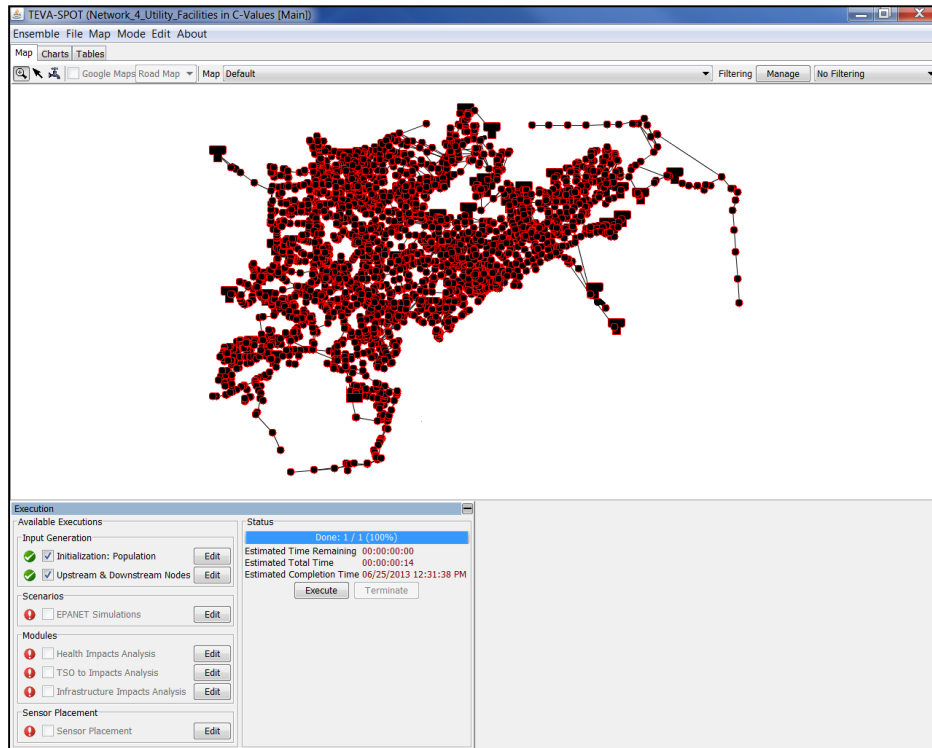 TEVA-SPOT (Network_4_Utility_Facilities in C-Values [Main])
Ensemble File Map Mode Edit About
Map Charts Tables
Google Maps Road Map Map Default Filtering Manage No Filtering
Execution
Available Executions
Input Generation
Initialization: Population Edit
Upstream & Downstream Nodes Edit
Scenarios
EPANET Simulations Edit
Modules
Health Impacts Analysis Edit
TSO to Impacts Analysis Edit
Infrastructure Impacts Analysis Edit
Sensor Placement
Sensor Placement Edit
Status
Done: 1 / 1 (100%)
Estimated Time Remaining 00:00:00:00
Estimated Total Time 00:00:00:14
Estimated Completion Time 06/25/2013 12:31:38 PM
Execute Terminate